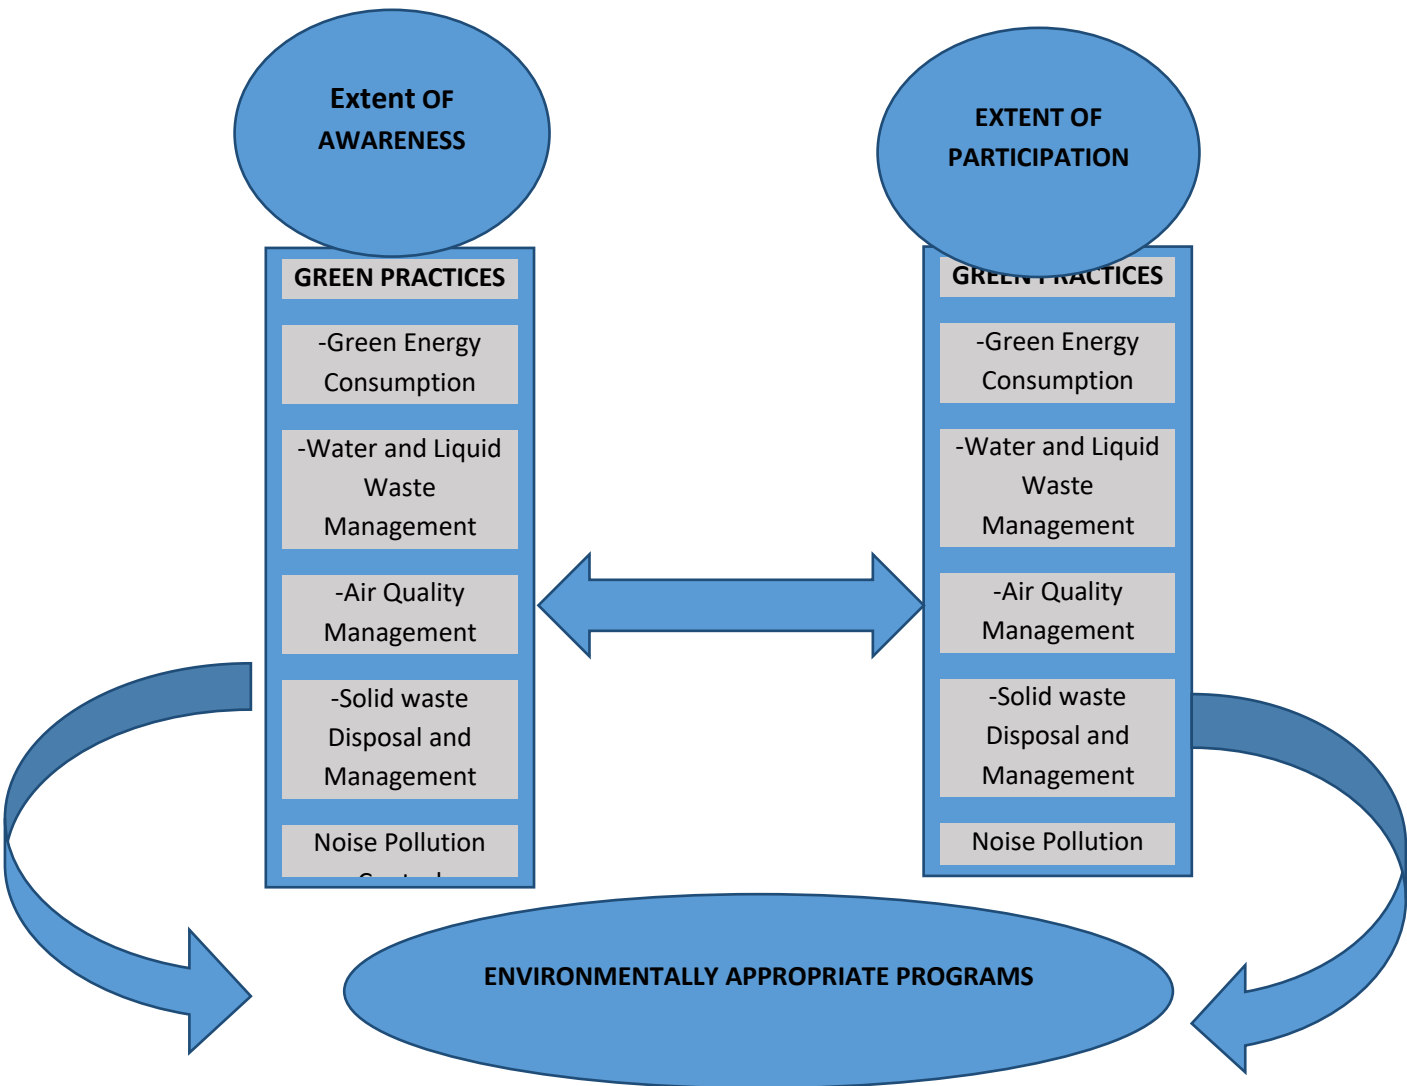 Extent OF
AWARENESS
GREEN PRACTICES
-Green Energy
Consumption
-Water and Liquid
Waste
Management
-Air Quality
Management
-Solid waste
Disposal and
Management
Noise Pollution
EXTENT OF
PARTICIPATION
GREEN PRACTICES
-Green Energy
Consumption
-Water and Liquid
Waste
Management
-Air Quality
Management
-Solid waste
Disposal and
Management
Noise Pollution
ENVIRONMENTALLY APPROPRIATE PROGRAMS